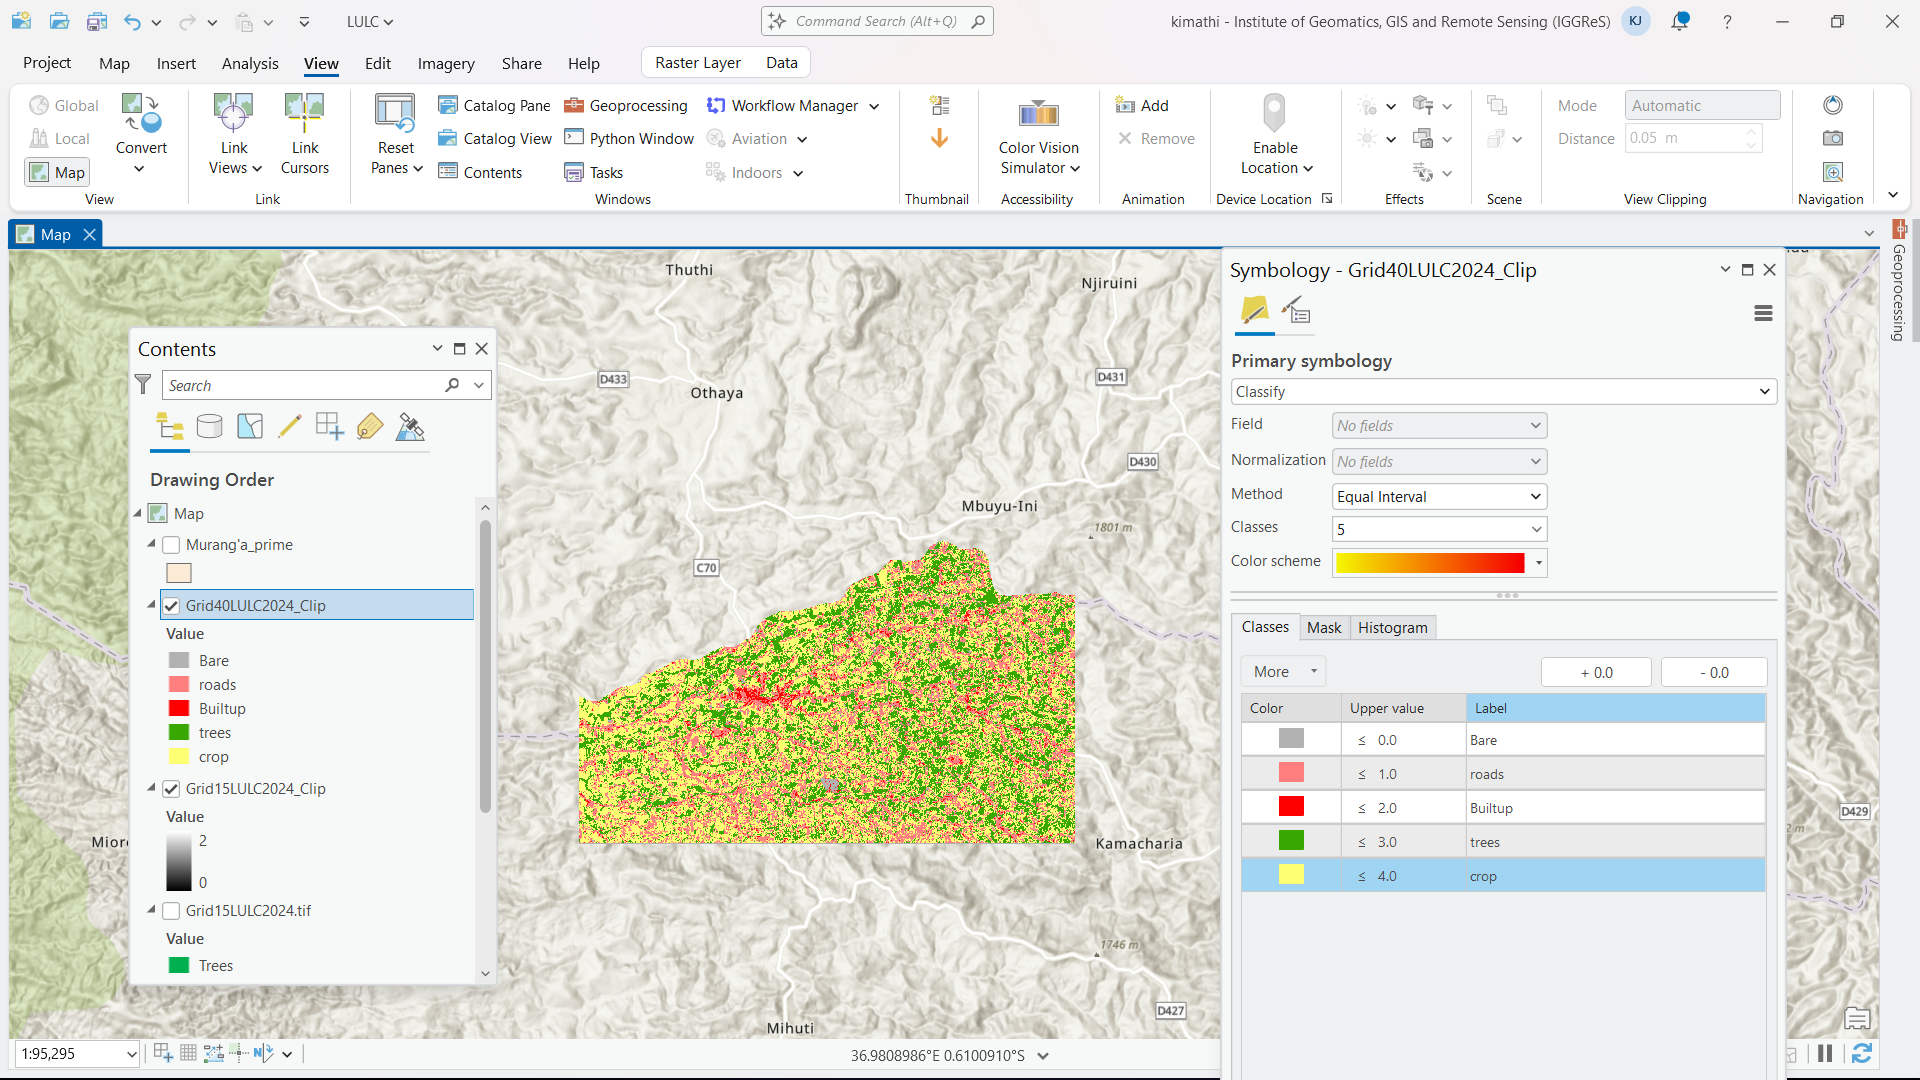 LULC
Command Search (Alt+Q)
kimathi - Institute of Geomatics, GIS and Remote Sensing (IGGReS)
KJ
?
Project
Map
Insert
Analysis
View
Edit
Imagery
Share
Help
Raster Layer
Data
Global
Local
Map
Convert
View
Link Views
Link Cursors
Link
Reset Panes
Catalog Pane
Catalog View
Contents
Geoprocessing
Python Window
Tasks
Workflow Manager
Aviation
Indoors
Windows
Thumbnail
Color Vision Simulator
Accessibility
Add
Remove
Animation
Enable Location
Device Location
Effects
Scene
Mode
Automatic
Distance
0.05 m
View Clipping
Navigation
Map
Geoprocessing
Thuthi
Njiruini
D433
D431
Othaya
D430
Mbuyu-Ini
1801 m
C70
Kamacharia
D429
1746 m
D427
Mihuti
Contents
Search
Drawing Order
Map
Murang'a_prime
Grid40LULC2024_Clip
Value
Bare
roads
Builtup
trees
crop
Grid15LULC2024_Clip
Value
2
0
Grid15LULC2024.tif
Value
Trees
Symbology - Grid40LULC2024_Clip
Primary symbology
Classify
Field
No fields
Normalization
No fields
Method
Equal Interval
Classes
5
Color scheme
Classes
Mask
Histogram
More
+ 0.0
- 0.0
Color
Upper value
Label
≤ 0.0
Bare
≤ 1.0
roads
≤ 2.0
Builtup
≤ 3.0
trees
≤ 4.0
crop
1:95,295
36.9808986°E 0.6100910°S